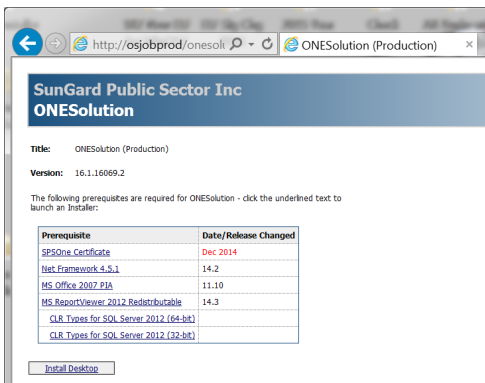 http://osjobprod/onesol
ONESolution (Production)
SunGard Public Sector Inc
ONESolution
Title: ONESolution (Production)
Version: 16.1.16069.2
The following prerequisites are required for ONESolution - click the underlined text to
launch an Installer:
Prerequisite Date/Release Changed
SPSOne Certificate Dec 2014
Net Framework 4.5.1 14.2
MS Office 2007 PIA 11.10
MS ReportViewer 2012 Redistributable 14.3
CLR Types for SQL Server 2012 (64-bit)
CLR Types for SQL Server 2012 (32-bit)
Install Desktop